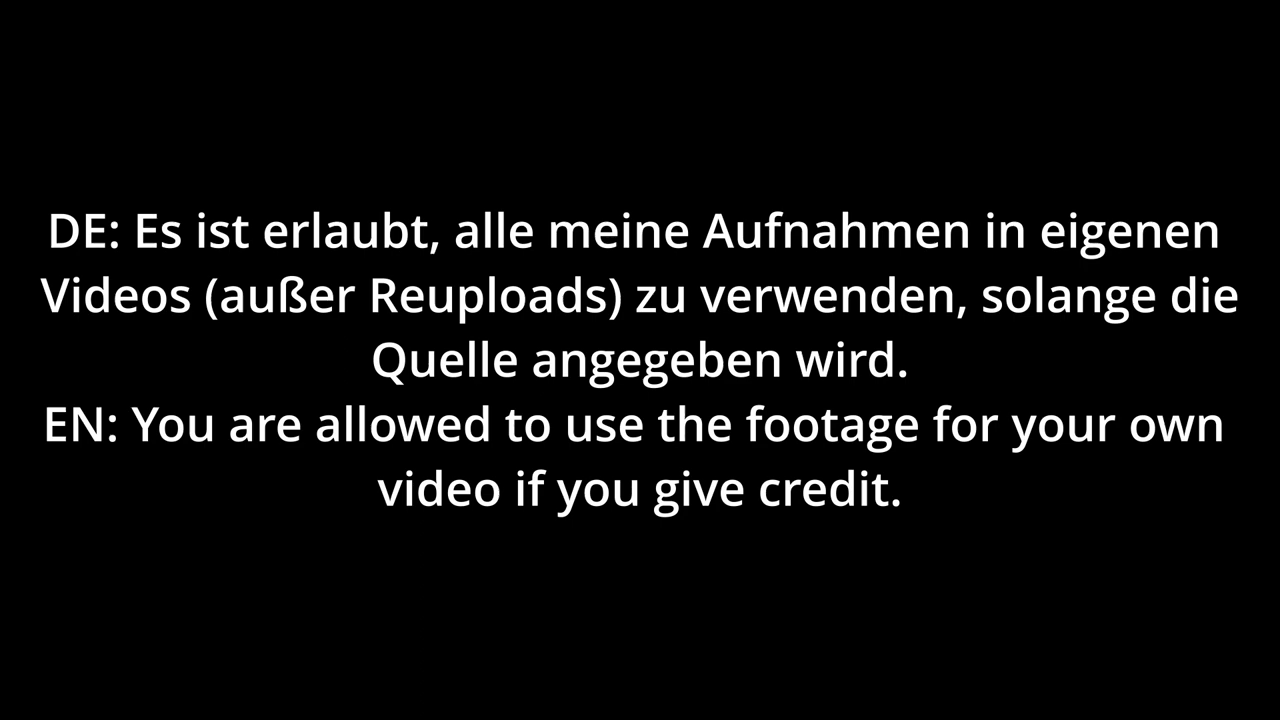 DE: Es ist erlaubt, alle meine Aufnahmen in eigenen
Videos (außer Reuploads) zu verwenden, solange die
Quelle angegeben wird.
EN: You are allowed to use the footage for your own
video if you give credit.